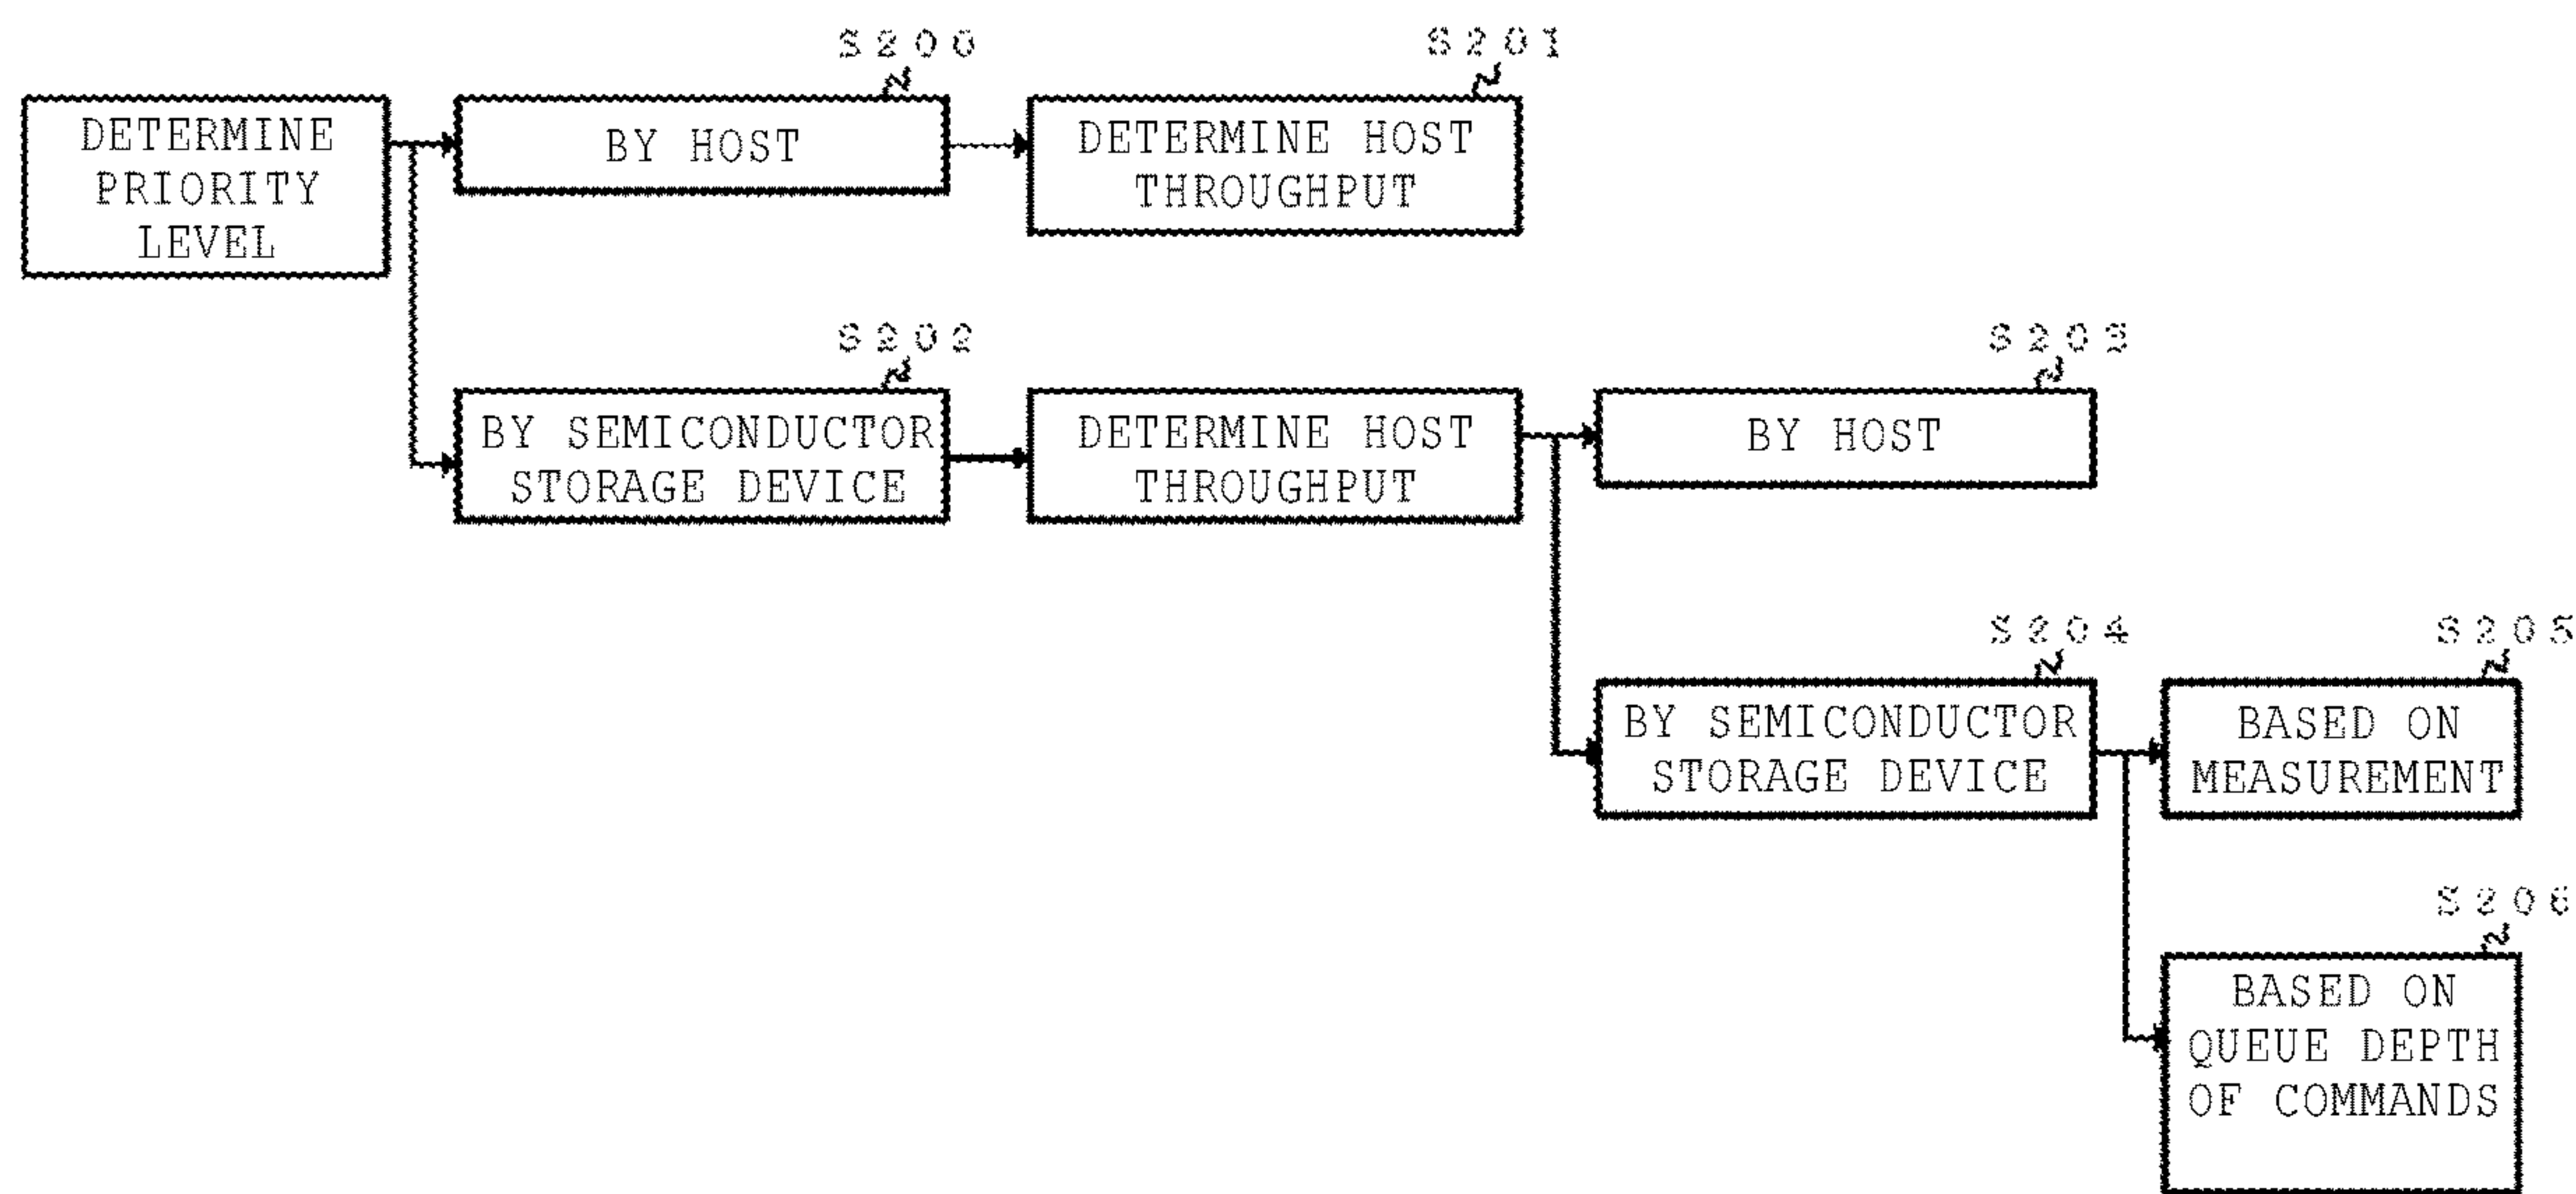 S200
S201
DETERMINE
PRIORITY
LEVEL
BY HOST
DETERMINE HOST
THROUGHPUT
S202
S203
BY SEMICONDUCTOR
STORAGE DEVICE
DETERMINE HOST
THROUGHPUT
BY HOST
S204
S205
BY SEMICONDUCTOR
STORAGE DEVICE
BASED ON
MEASUREMENT
S206
BASED ON
QUEUE DEPTH
OF COMMANDS